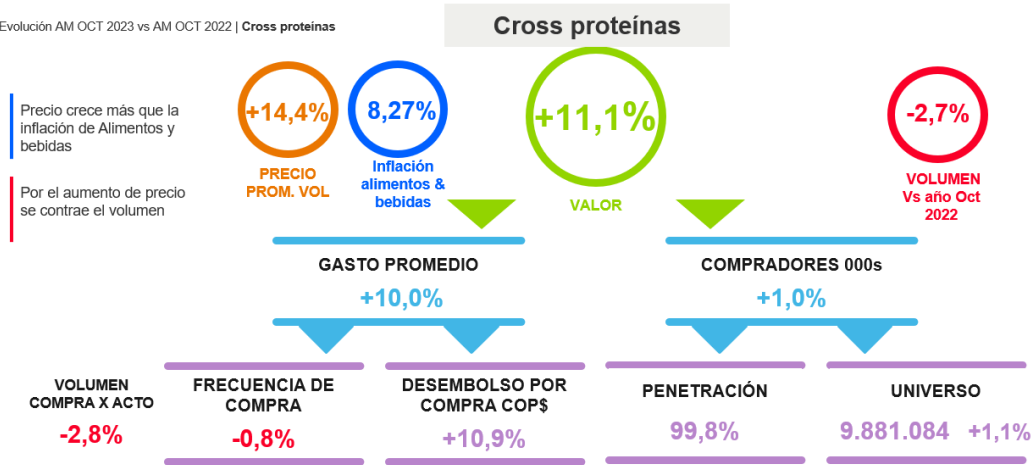 Evolución AM OCT 2023 vs AM OCT 2022 | Cross proteínas
Cross proteínas
Precio crece más que la
inflación de Alimentos y
bebidas
Por el aumento de precio
se contrae el volumen
+14,4%
PRECIO
PROM. VOL
8,27%
Inflación
alimentos &
bebidas
+11,1%
VALOR
-2,7%
VOLUMEN
Vs año Oct
2022
GASTO PROMEDIO
+10,0%
COMPRADORES 000s
+1,0%
VOLUMEN
COMPRA X ACTO
-2,8%
FRECUENCIA DE
COMPRA
-0,8%
DESEMBOLSO POR
COMPRA COP$
+10,9%
PENETRACIÓN
99,8%
UNIVERSO
9.881.084 +1,1%